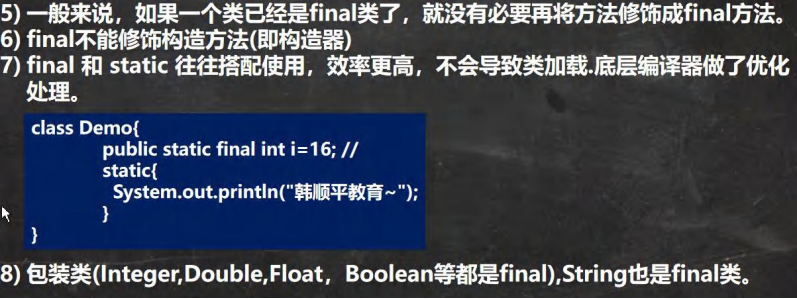 5) 一般来说，如果一个类已经是final类了，就没有必要再将方法修饰成final方法。
6) final不能修饰构造方法(即构造器)
7) final 和 static 往往搭配使用，效率更高，不会导致类加载.底层编译器做了优化
处理。
class Demo{
public static final int i=16; //
static{
System.out.println("韩顺平教育~");
}
}
8) 包装类(Integer,Double,Float，Boolean等都是final),String也是final类。